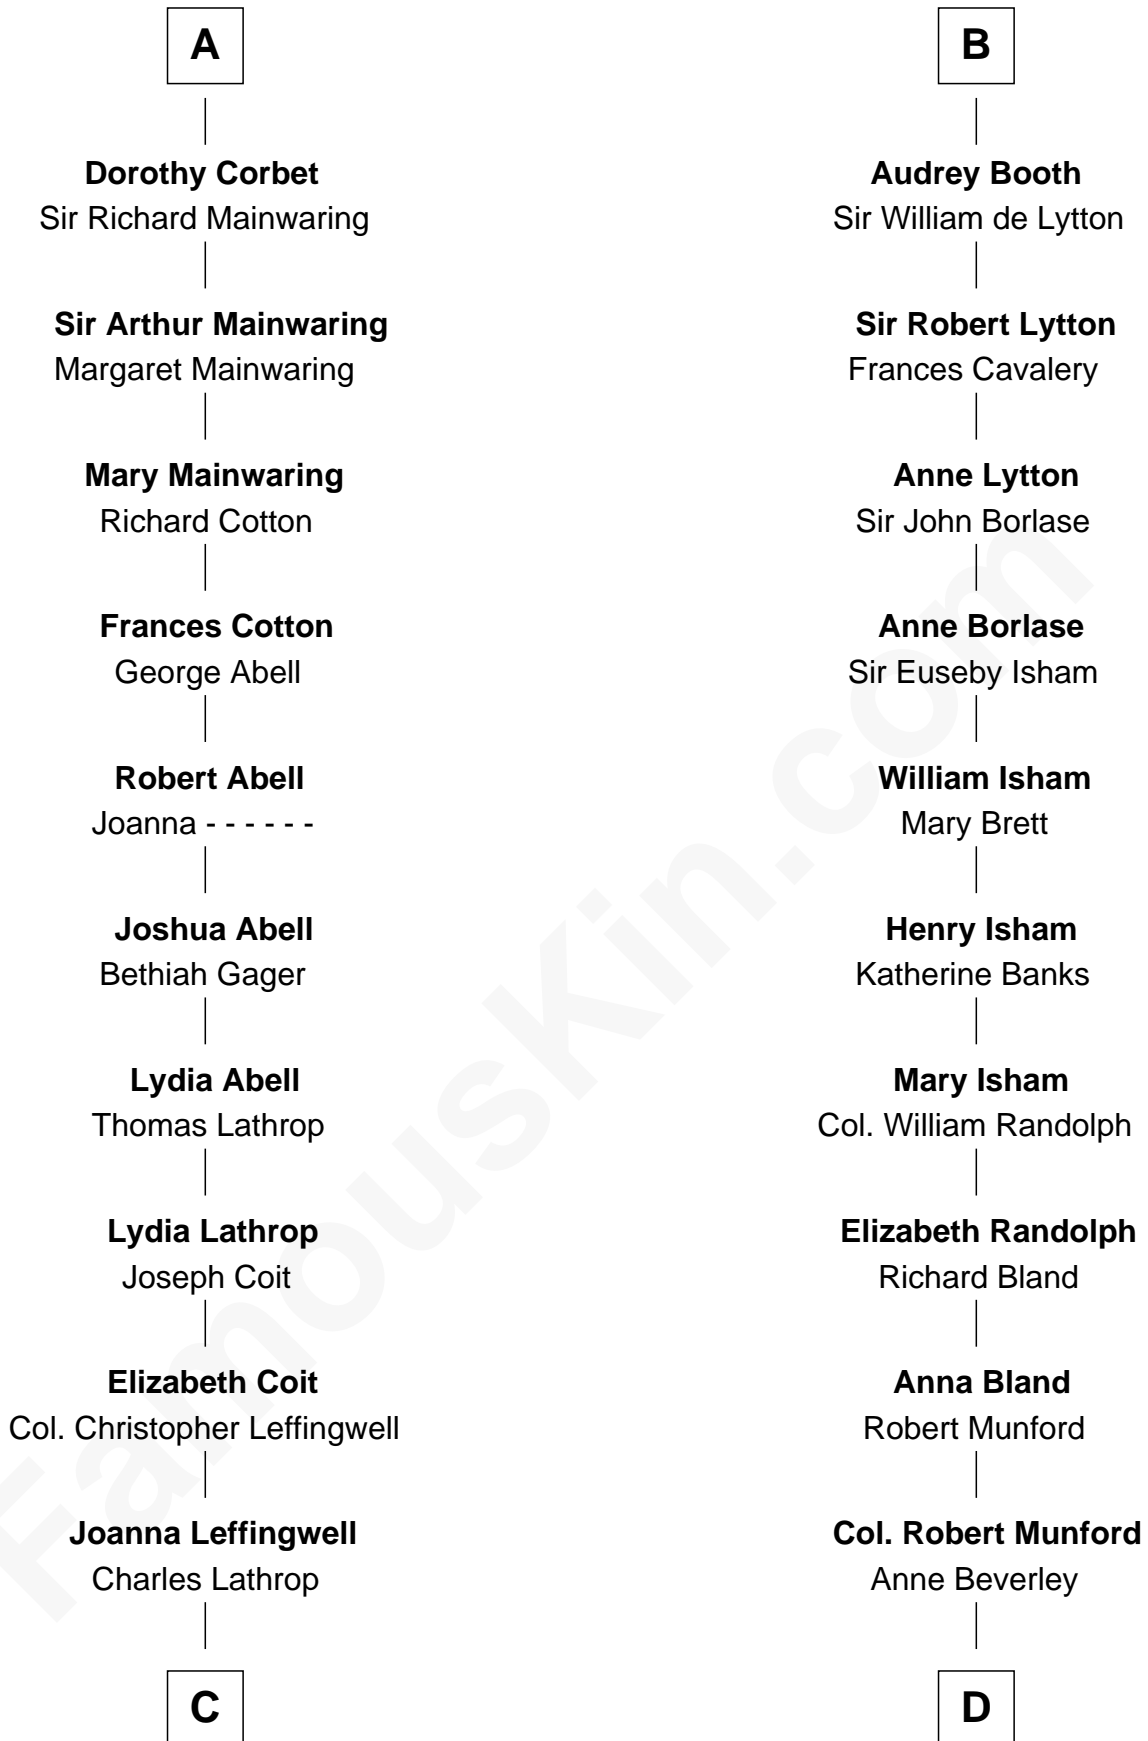 A
Dorothy Corbet
Sir Richard Mainwaring
Sir Arthur Mainwaring
Margaret Mainwaring
Mary Mainwaring
Richard Cotton
Frances Cotton
George Abell
Robert Abell
Joanna - - - - - -
Joshua Abell
Bethiah Gager
Lydia Abell
Thomas Lathrop
Lydia Lathrop
Joseph Coit
Elizabeth Coit
Col. Christopher Leffingwell
Joanna Leffingwell
Charles Lathrop
C
B
Audrey Booth
Sir William de Lytton
Sir Robert Lytton
Frances Cavalery
Anne Lytton
Sir John Borlase
Anne Borlase
Sir Euseby Isham
William Isham
Mary Brett
Henry Isham
Katherine Banks
Mary Isham
Col. William Randolph
Elizabeth Randolph
Richard Bland
Anna Bland
Robert Munford
Col. Robert Munford
Anne Beverley
D
FamousKin.com